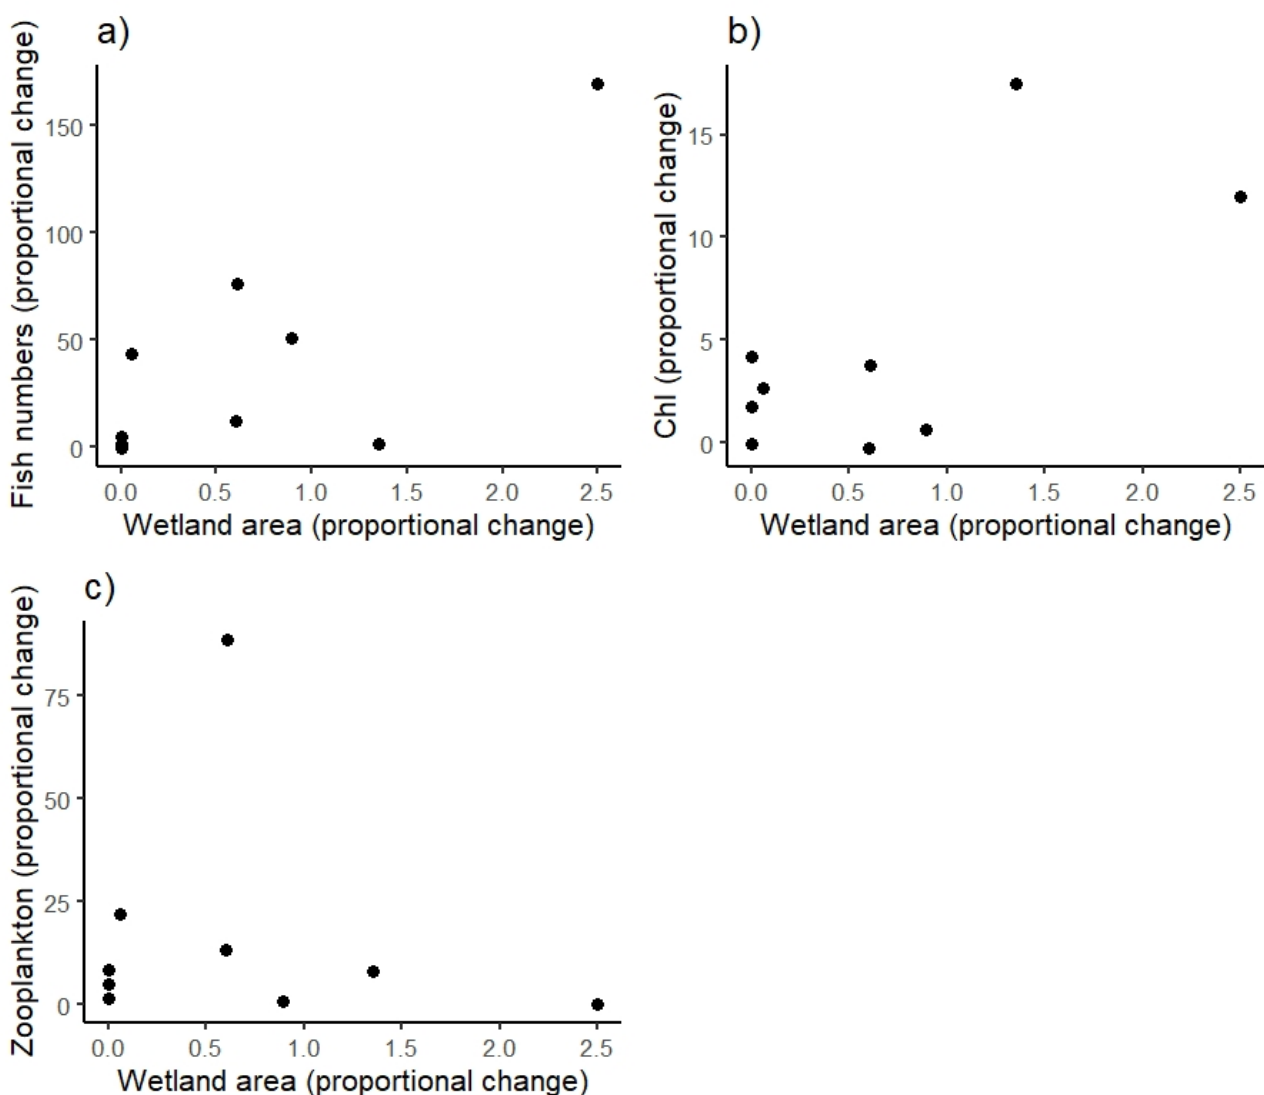 a)
Fish numbers (proportional change)
150
100
50
0
0.0 0.5 1.0 1.5 2.0 2.5
Wetland area (proportional change)
b)
Chl (proportional change)
15
10
5
0
0.0 0.5 1.0 1.5 2.0 2.5
Wetland area (proportional change)
c)
Zooplankton (proportional change)
75
50
25
0
0.0 0.5 1.0 1.5 2.0 2.5
Wetland area (proportional change)